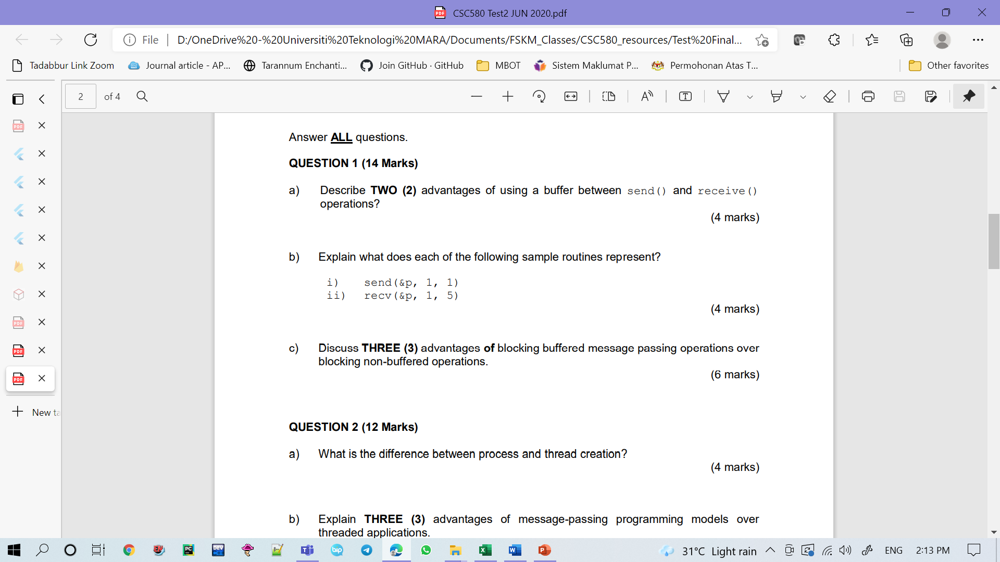 CSC580 Test2 JUN 2020.pdf
File
D:/OneDrive%20-%20Universiti%20Teknologi%20MARA/Documents/FSKM_Classes/CSC580_resources/Test%20Final...
Tadabbur Link Zoom
Journal article - AP...
Tarannum Enchanti...
Join GitHub · GitHub
MBOT
Sistem Maklumat P...
Permohonan Atas T...
Other favorites
2
of 4
Answer ALL questions.
QUESTION 1 (14 Marks)
a) Describe TWO (2) advantages of using a buffer between send() and receive()
operations?
(4 marks)
b) Explain what does each of the following sample routines represent?
i) send(&p, 1, 1)
ii) recv(&p, 1, 5)
(4 marks)
c) Discuss THREE (3) advantages of blocking buffered message passing operations over
blocking non-buffered operations.
(6 marks)
QUESTION 2 (12 Marks)
a) What is the difference between process and thread creation?
(4 marks)
b) Explain THREE (3) advantages of message-passing programming models over
threaded applications.
New ta
31°C Light rain
ENG
2:13 PM